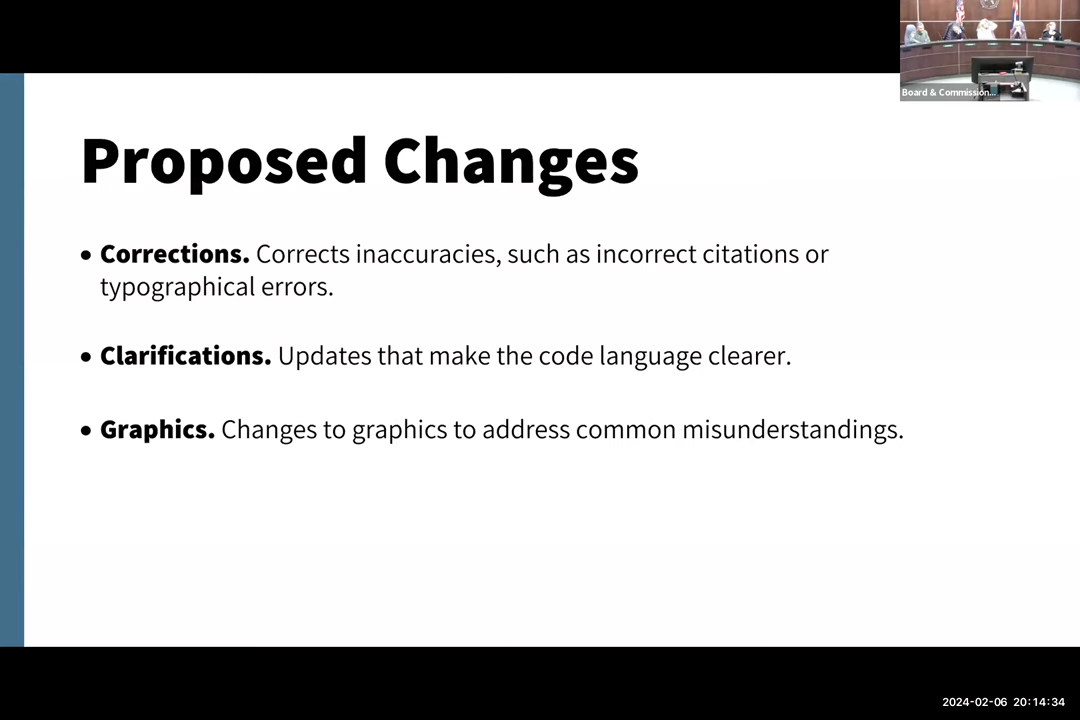 Board & Commission...
Proposed Changes
• Corrections. Corrects inaccuracies, such as incorrect citations or
typographical errors.
• Clarifications. Updates that make the code language clearer.
• Graphics. Changes to graphics to address common misunderstandings.
2024-02-06 20:14:34